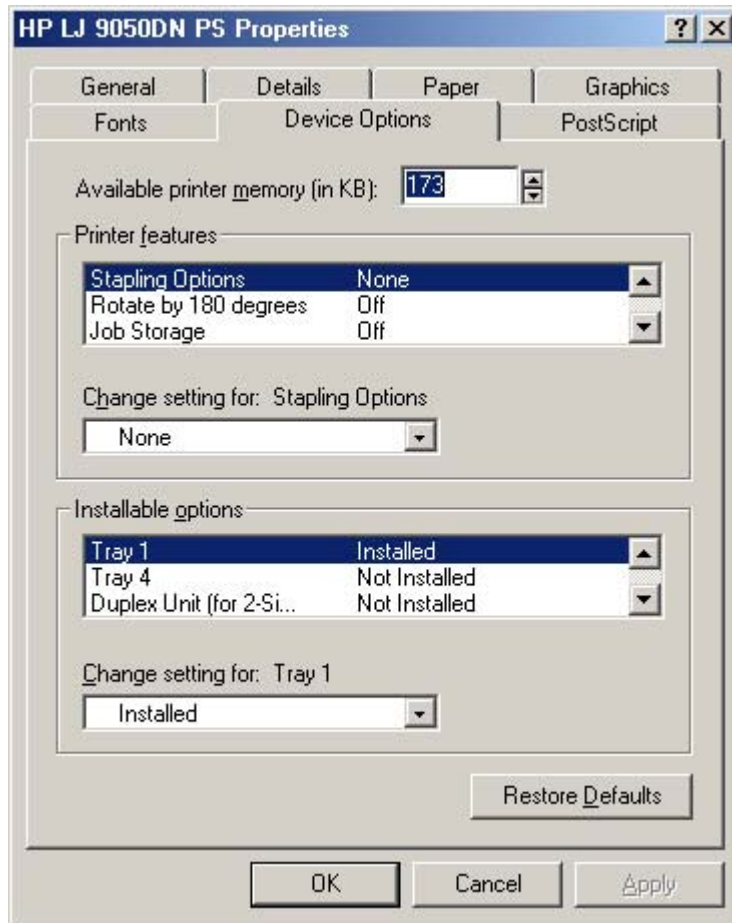 HP LJ 9050DN PS Properties
General Details Paper Graphics
Fonts Device Options PostScript
Available printer memory (in KB): 173
Printer features
Stapling Options None
Rotate by 180 degrees Off
Job Storage Off
Change setting for: Stapling Options
None
Installable options
Tray 1 Installed
Tray 4 Not Installed
Duplex Unit (for 2-Si... Not Installed
Change setting for: Tray 1
Installed
Restore Defaults
OK Cancel Apply